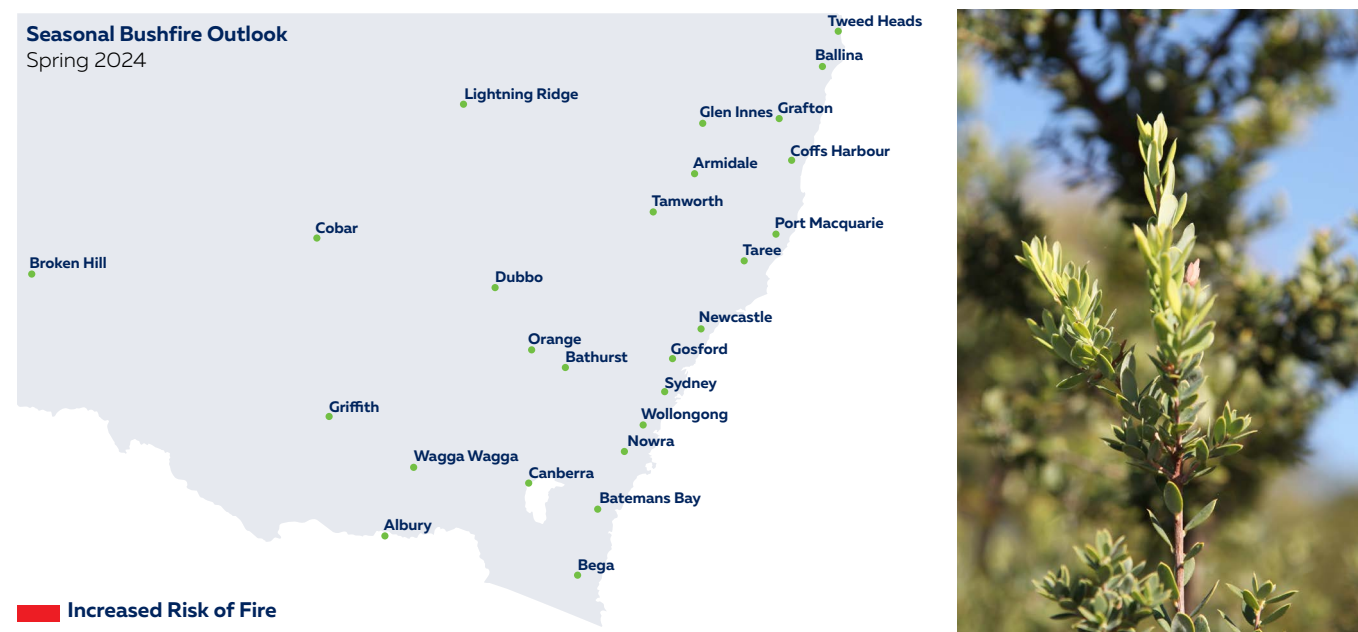 Seasonal Bushfire Outlook
Spring 2024
Tweed Heads
Ballina
Lightning Ridge
Glen Innes
Grafton
Coffs Harbour
Armidale
Tamworth
Port Macquarie
Cobar
Taree
Broken Hill
Dubbo
Newcastle
Orange
Gosford
Bathurst
Sydney
Griffith
Wollongong
Nowra
Wagga Wagga
Canberra
Batemans Bay
Albury
Bega
Increased Risk of Fire